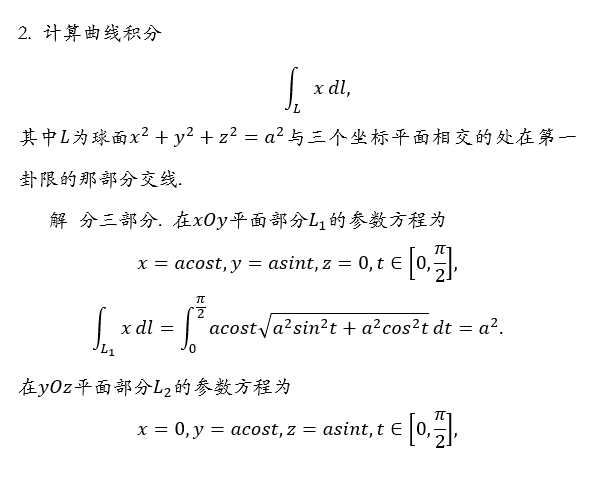 2. 计算曲线积分
∫_L x dl,
其中L为球面x² + y² + z² = a²与三个坐标平面相交的处在第一
卦限的那部分交线.
解 分三部分. 在xOy平面部分L₁的参数方程为
x = acost, y = asint, z = 0, t ∈ [0, π/2],
∫_{L₁} x dl = ∫₀^{π/2} acost√(a²sin²t + a²cos²t) dt = a².
在yOz平面部分L₂的参数方程为
x = 0, y = acost, z = asint, t ∈ [0, π/2],